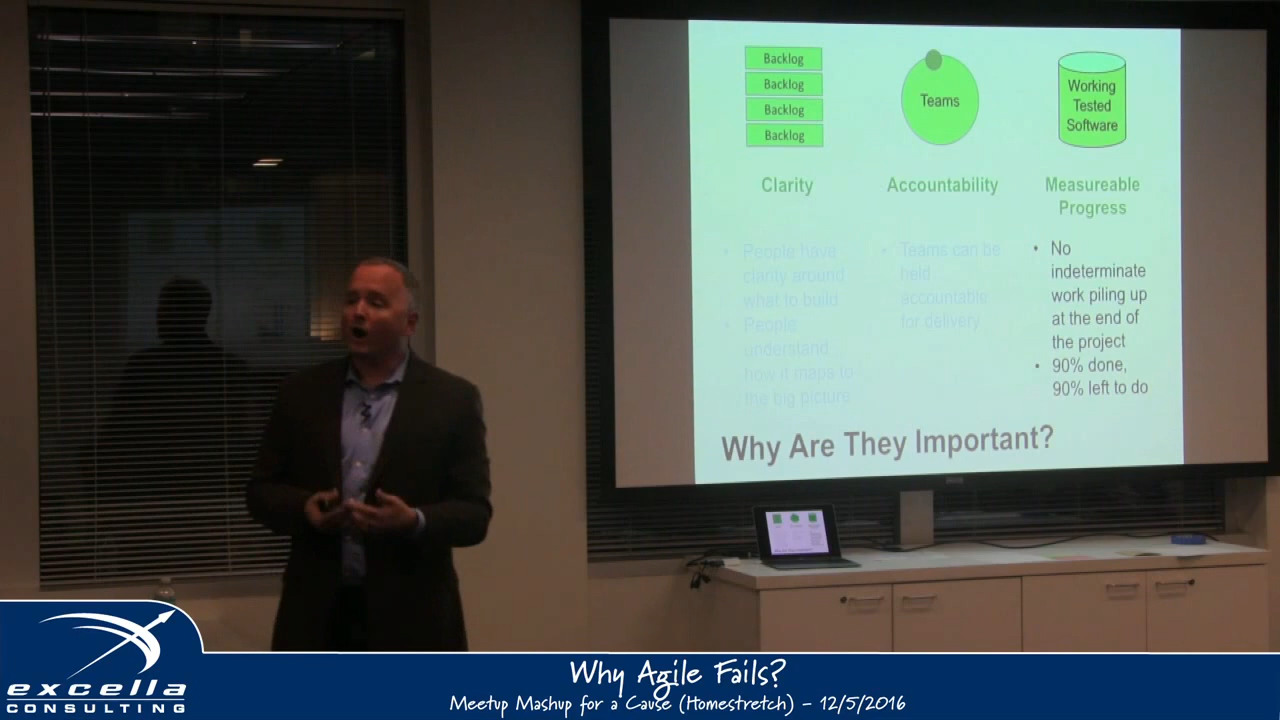 Backlog
Backlog
Backlog
Backlog
Teams
Working
Tested
Software
Clarity
Accountability
Measureable
Progress
• People have
clarity around
what to build
• People
understand
how it maps to
the big picture
• Teams can be
held
accountable
for delivery
• No
indeterminate
work piling up
at the end of
the project
• 90% done,
90% left to do
Why Are They Important?
excella
CONSULTING
Why Agile Fails?
Meetup Mashup for a Cause (Homestretch) - 12/5/2016